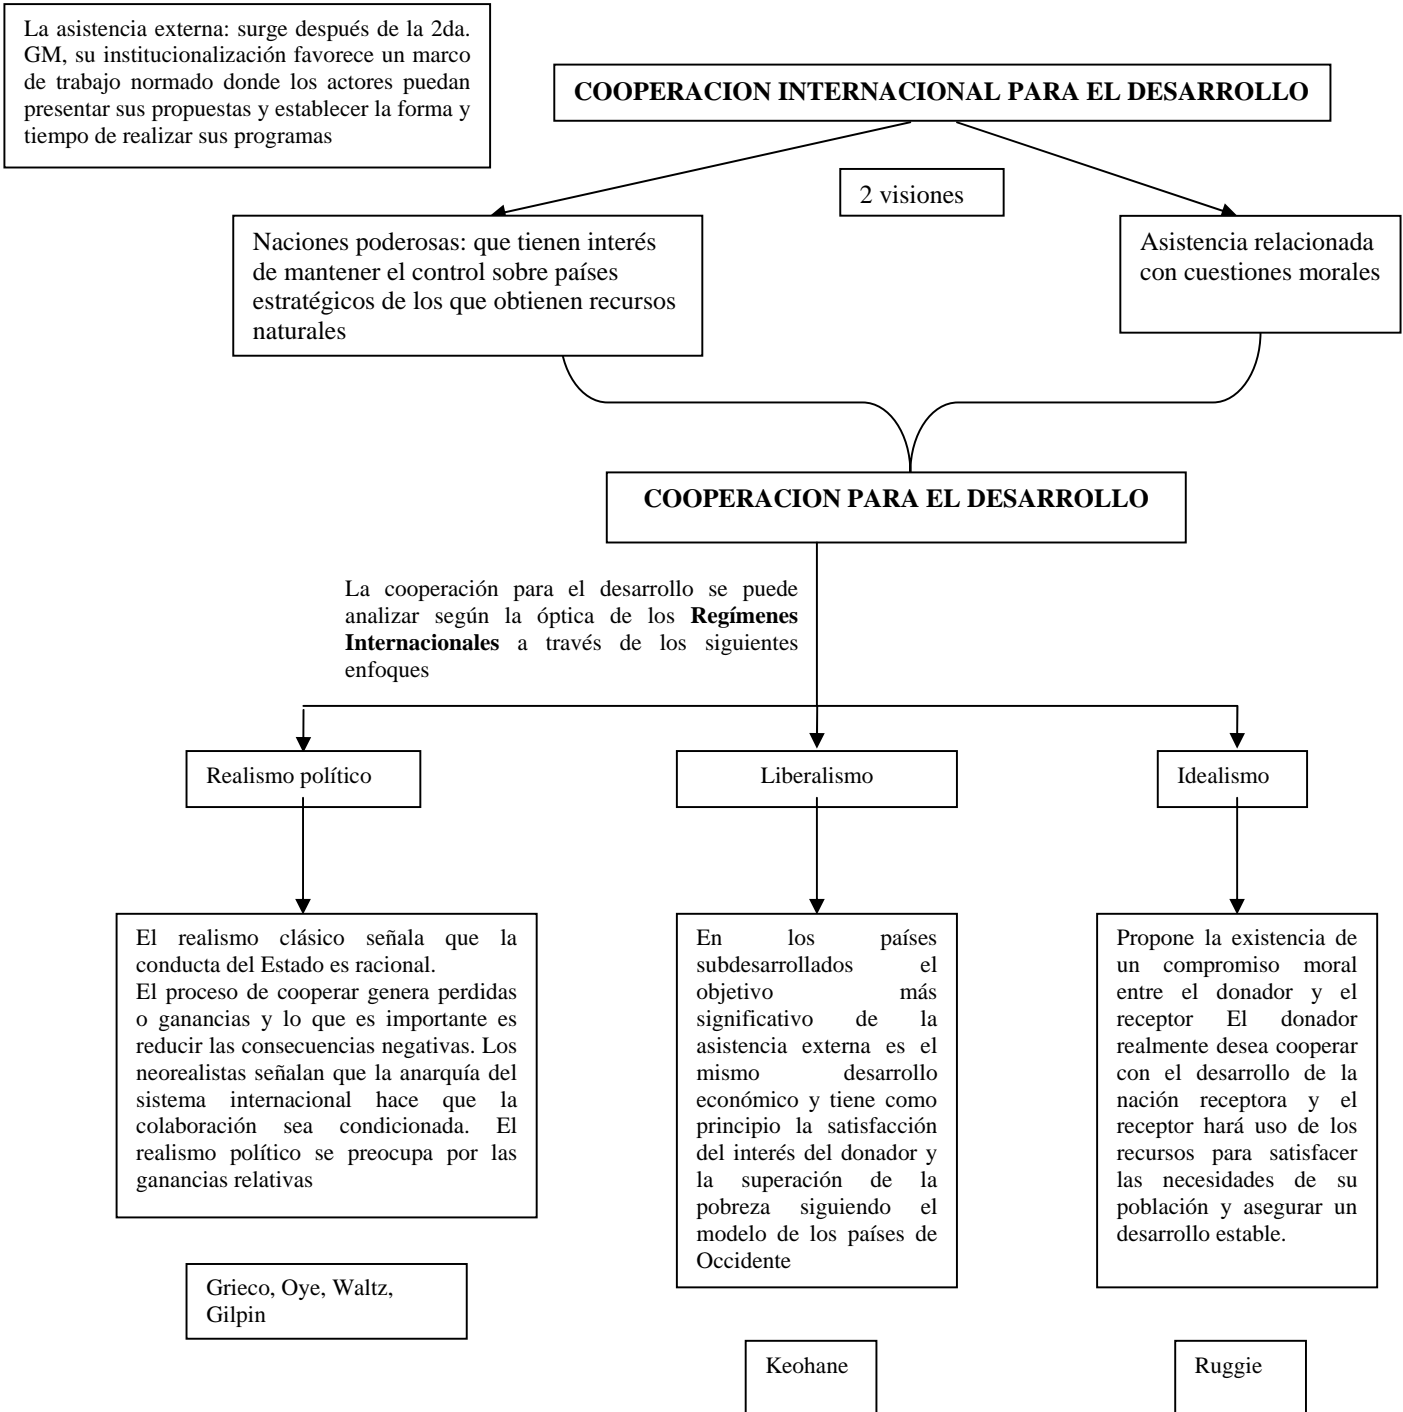 La asistencia externa: surge después de la 2da.
GM, su institucionalización favorece un marco
de trabajo normado donde los actores puedan
presentar sus propuestas y establecer la forma y
tiempo de realizar sus programas
COOPERACION INTERNACIONAL PARA EL DESARROLLO
2 visiones
Naciones poderosas: que tienen interés
de mantener el control sobre países
estratégicos de los que obtienen recursos
naturales
Asistencia relacionada
con cuestiones morales
COOPERACION PARA EL DESARROLLO
La cooperación para el desarrollo se puede
analizar según la óptica de los Regímenes
Internacionales a través de los siguientes
enfoques
Realismo político
Liberalismo
Idealismo
El realismo clásico señala que la
conducta del Estado es racional.
El proceso de cooperar genera perdidas
o ganancias y lo que es importante es
reducir las consecuencias negativas. Los
neorealistas señalan que la anarquía del
sistema internacional hace que la
colaboración sea condicionada. El
realismo político se preocupa por las
ganancias relativas
En los países
subdesarrollados el
objetivo más
significativo de la
asistencia externa es el
mismo desarrollo
económico y tiene como
principio la satisfacción
del interés del donador y
la superación de la
pobreza siguiendo el
modelo de los países de
Occidente
Propone la existencia de
un compromiso moral
entre el donador y el
receptor El donador
realmente desea cooperar
con el desarrollo de la
nación receptora y el
receptor hará uso de los
recursos para satisfacer
las necesidades de su
población y asegurar un
desarrollo estable.
Grieco, Oye, Waltz,
Gilpin
Keohane
Ruggie